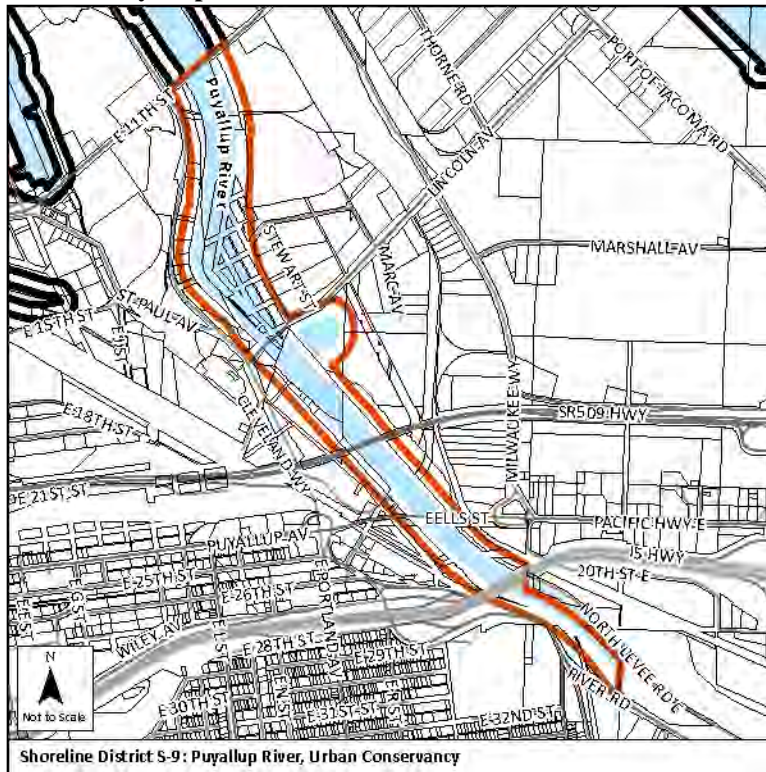 THORNE RD
PORT OF TACOMA RD
E 11TH ST
Puyallup River
LINCOLN AV
STEWART ST
MARC AV
MARSHALL AV
ST PAUL AV
E 15TH ST
E 18TH ST
CLEVELAND WY
MILWAUKEE WY
SR509 HWY
E 21ST ST
EELLS ST
PACIFIC HWY E
PUYALLUP AV
I5 HWY
20TH ST E
E 25TH ST
E 26TH ST
E PORTLAND AV
WILEY AV
E 28TH ST
E 29TH ST
NORTH LEVEE RD E
RIVER RD
E 30TH ST
E 31ST ST
E 32ND ST
E G ST
E L ST
E R ST
N
Not to Scale
Shoreline District S-9: Puyallup River, Urban Conservancy